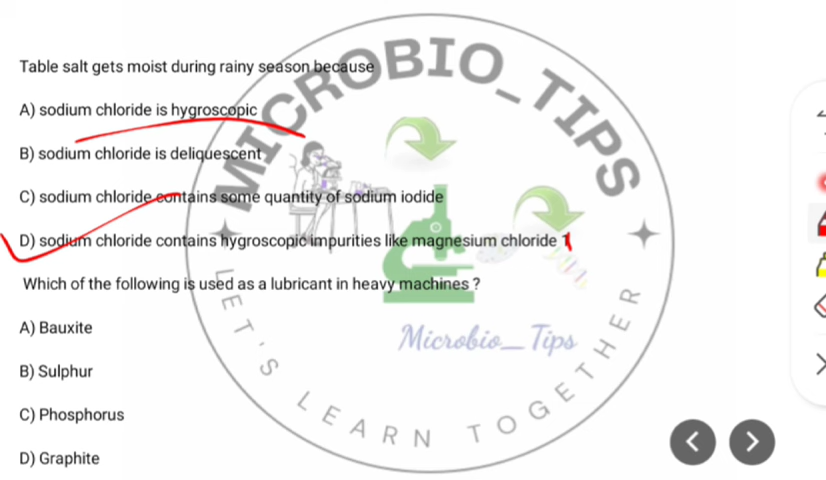 Table salt gets moist during rainy season because
A) sodium chloride is hygroscopic
B) sodium chloride is deliquescent
C) sodium chloride contains some quantity of sodium iodide
D) sodium chloride contains hygroscopic impurities like magnesium chloride
Which of the following is used as a lubricant in heavy machines ?
A) Bauxite
B) Sulphur
C) Phosphorus
D) Graphite
MICROBIO_TIPS
Microbio_Tips
LET'S LEARN TOGETHER